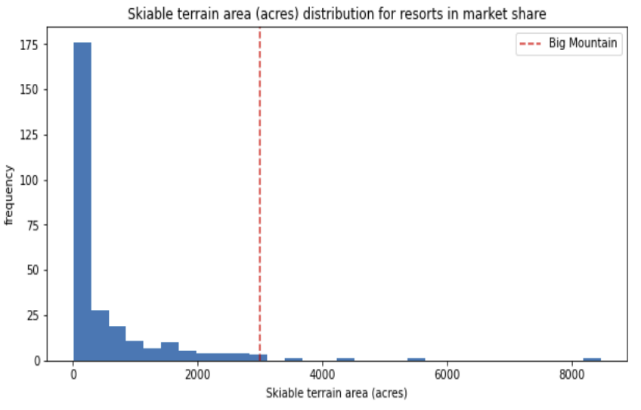 Skiable terrain area (acres) distribution for resorts in market share
Big Mountain
frequency
175
150
125
100
75
50
25
0
0 2000 4000 6000 8000
Skiable terrain area (acres)